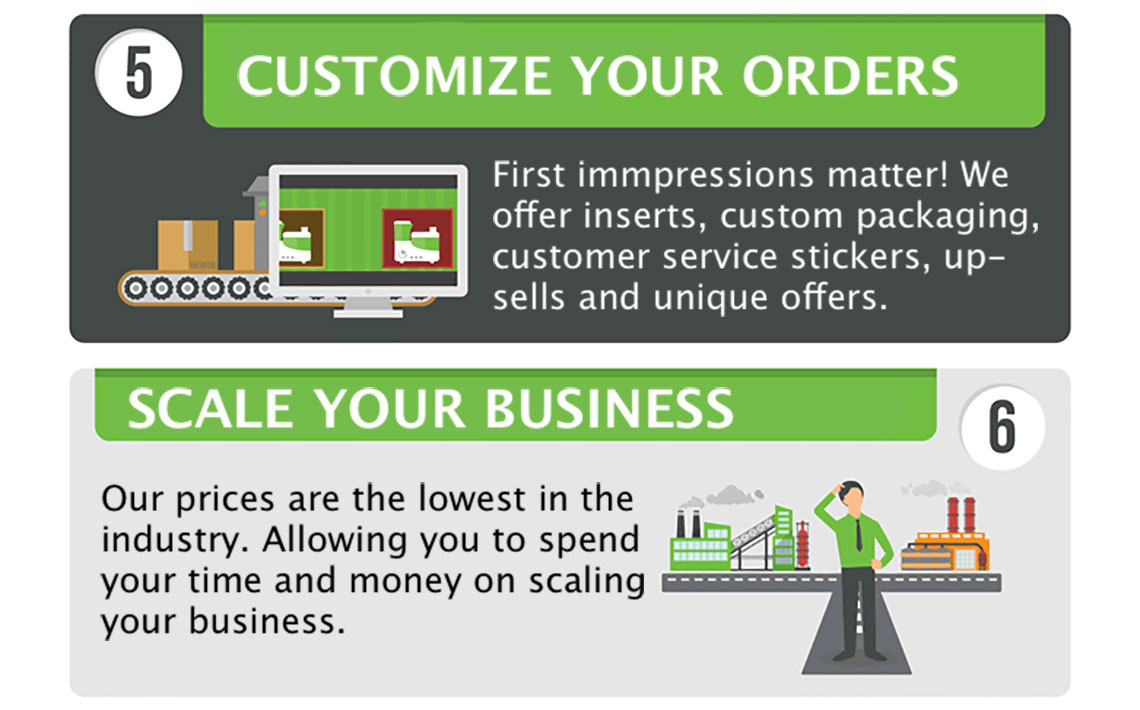 5
CUSTOMIZE YOUR ORDERS
First immpressions matter! We
offer inserts, custom packaging,
customer service stickers, up-
sells and unique offers.
SCALE YOUR BUSINESS
6
Our prices are the lowest in the
industry. Allowing you to spend
your time and money on scaling
your business.